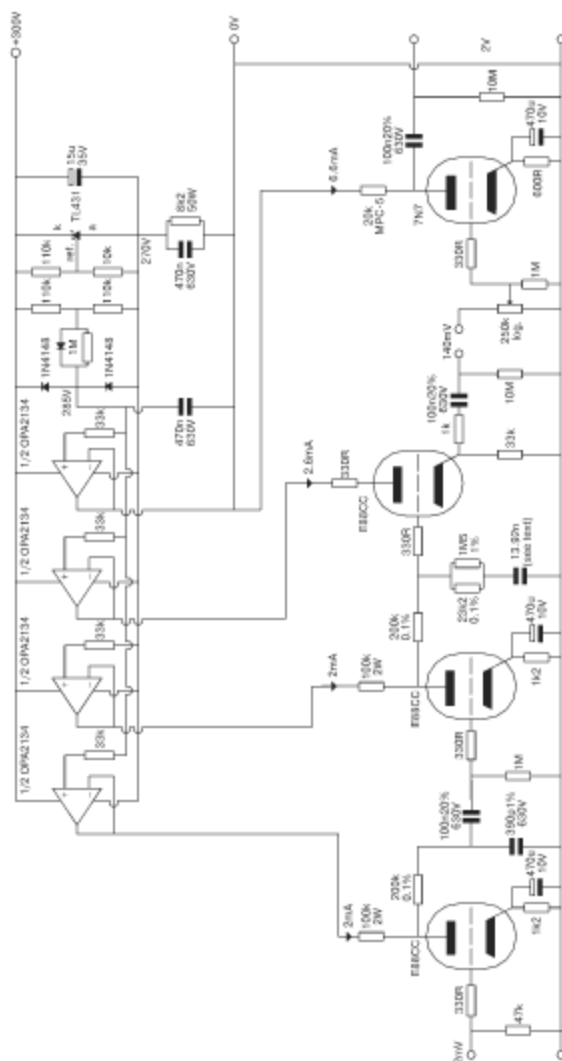 +300V
0V
2V
15u
35V
TL431
k
a
ref.
110k
10k
110k
110k
270V
8k2
50W
470n
630V
1N4148
1M
1N4148
285V
470n
630V
1/2 OPA2134
33k
1/2 OPA2134
33k
1/2 OPA2134
33k
1/2 OPA2134
33k
6.6mA
20k
MPC-5
100n20%
630V
10M
7N7
470u
10V
600R
330R
1M
250k
log.
140mV
100n20%
630V
10M
1k
33k
2.6mA
330R
E88CC
330R
1M5
1%
23k2
0.1%
13.92n
(see text)
200k
0.1%
2mA
100k
2W
E88CC
470u
10V
1k2
330R
1M
100n20%
630V
390p1%
630V
200k
0.1%
2mA
100k
2W
E88CC
470u
10V
1k2
330R
47k